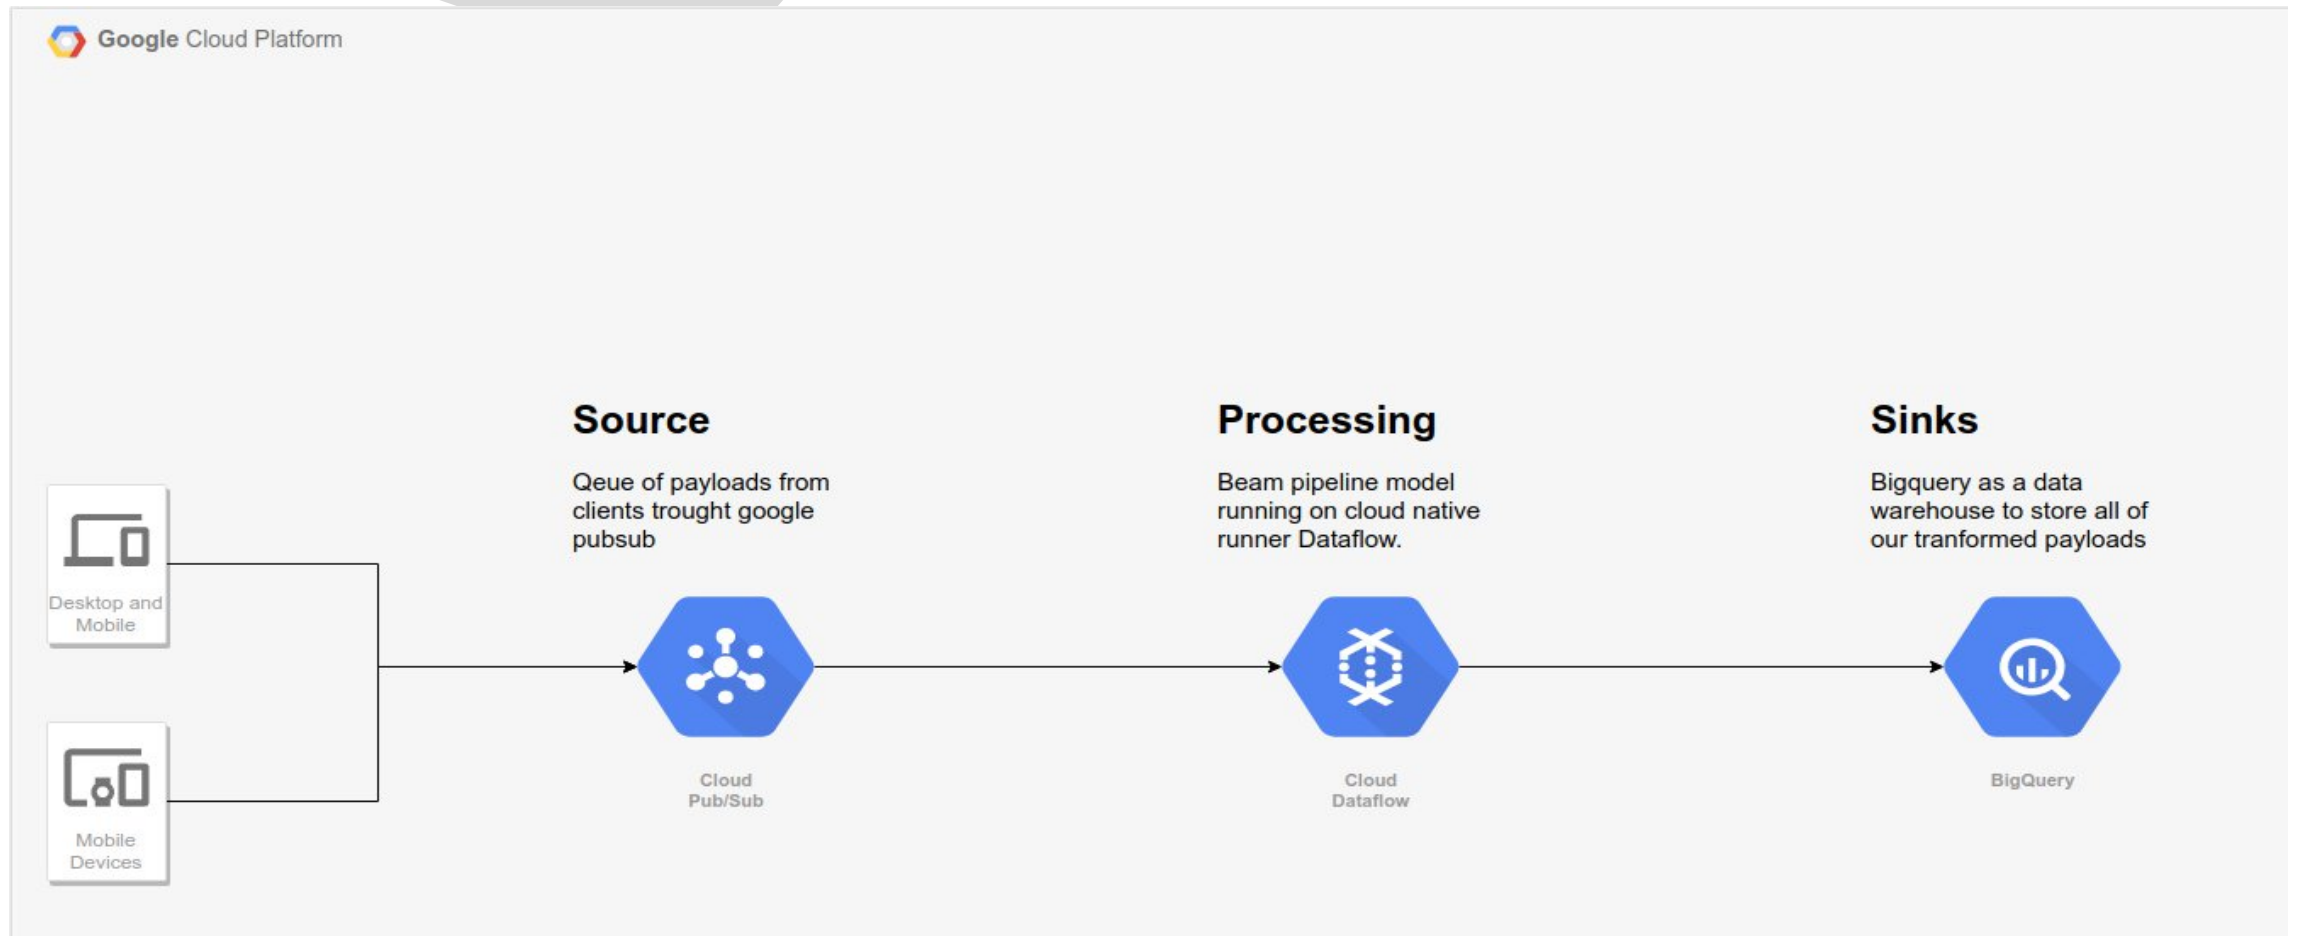 Google Cloud Platform
Source
Qeue of payloads from
clients trought google
pubsub
Processing
Beam pipeline model
running on cloud native
runner Dataflow.
Sinks
Bigquery as a data
warehouse to store all of
our tranformed payloads
Desktop and
Mobile
Mobile
Devices
Cloud
Pub/Sub
Cloud
Dataflow
BigQuery